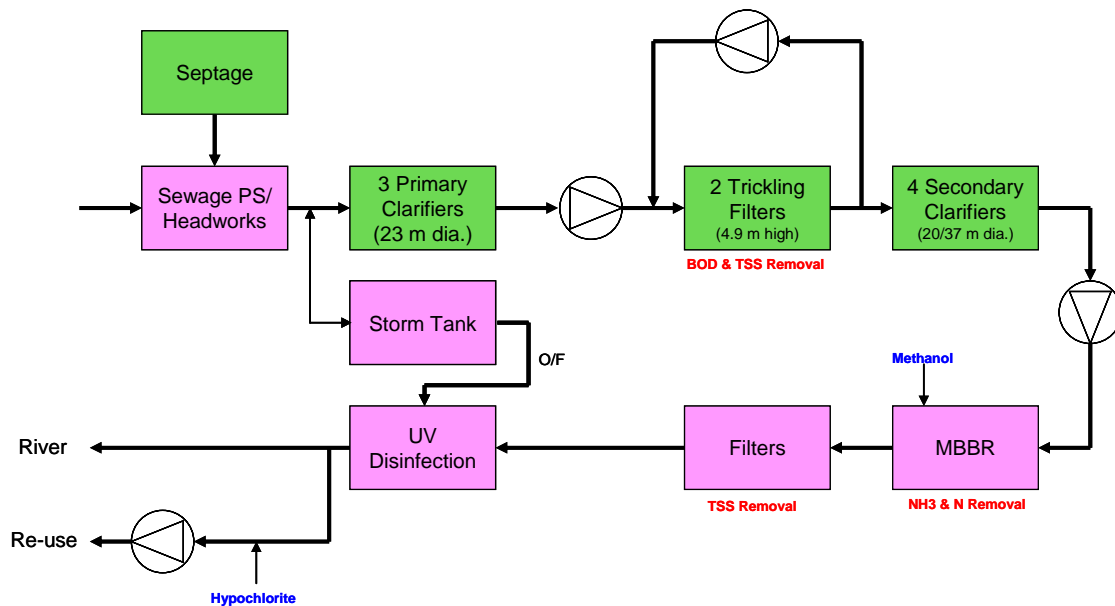 Septage
Sewage PS/
Headworks
3 Primary
Clarifiers
(23 m dia.)
2 Trickling
Filters
(4.9 m high)
BOD & TSS Removal
4 Secondary
Clarifiers
(20/37 m dia.)
Storm Tank
O/F
Methanol
River
UV
Disinfection
Filters
TSS Removal
MBBR
NH3 & N Removal
Re-use
Hypochlorite